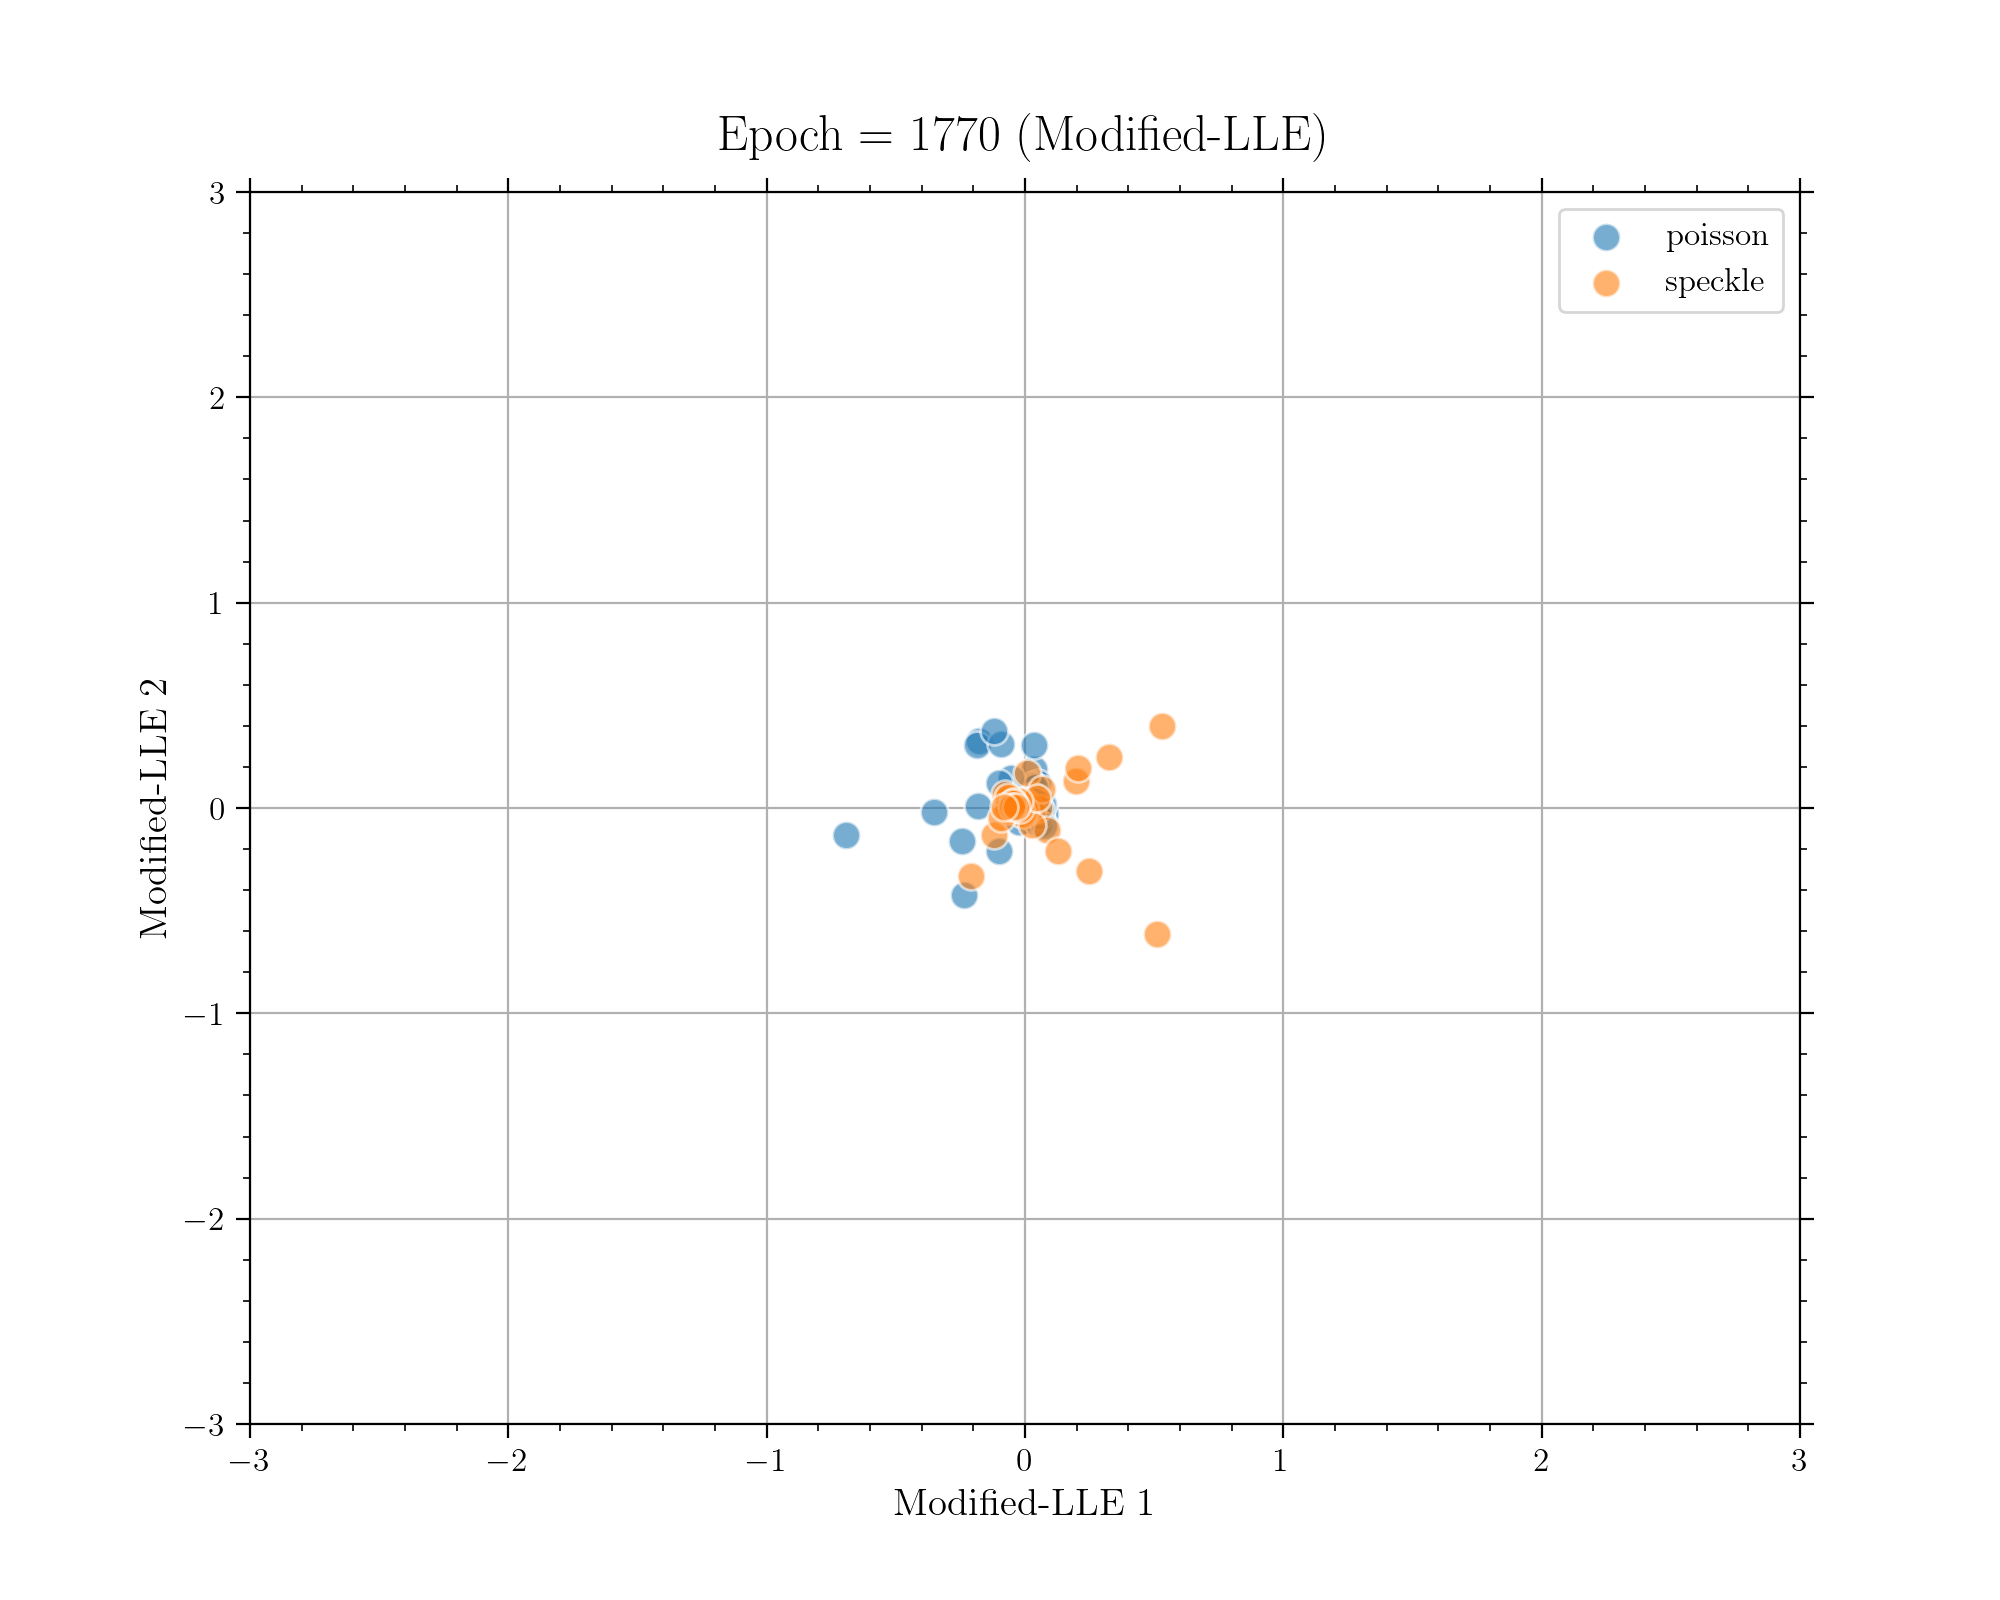 Epoch = 1770 (Modified-LLE)
poisson
speckle
3
2
1
0
−1
−2
−3
Modified-LLE 2
−3
−2
−1
0
1
2
3
Modified-LLE 1